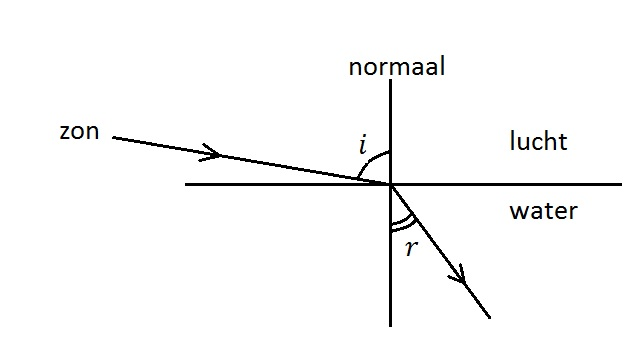 normaal
zon
i
lucht
water
r